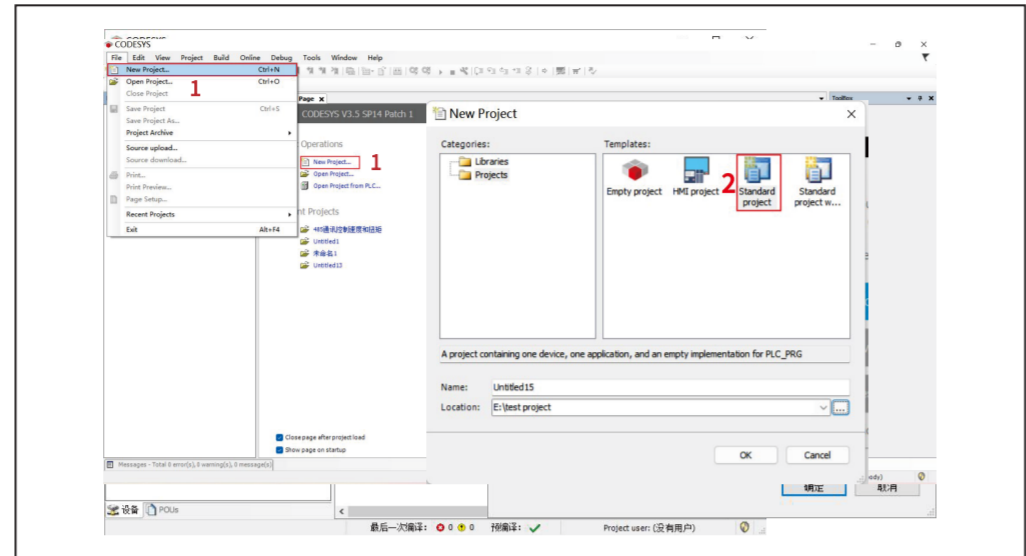 CODESYS
File Edit View Project Build Online Debug Tools Window Help
New Project... Ctrl+N
Open Project... Ctrl+O
Close Project
1
Save Project Ctrl+S
Save Project As...
Project Archive
Source upload...
Source download...
Print...
Print Preview...
Page Setup...
Recent Projects
Exit Alt+F4
Page X
CODESYS V3.5 SP14 Patch 1
Operations
New Project...
1
Open Project...
Open Project from PLC...
nt Projects
485通讯控制速度和扭矩
Untitled1
未命名1
Untitled13
Close page after project load
Show page on startup
Messages - Total 0 error(s), 0 warning(s), 0 message(s)
ToolBox
New Project
Categories:
Libraries
Projects
Templates:
Empty project
HMI project
2
Standard project
Standard project w...
A project containing one device, one application, and an empty implementation for PLC_PRG
Name: Untitled15
Location: E:\test project
...
OK Cancel
确定 取消
设备 POUs
最后一次编译: 0 0 预编译: Project user: (没有用户)